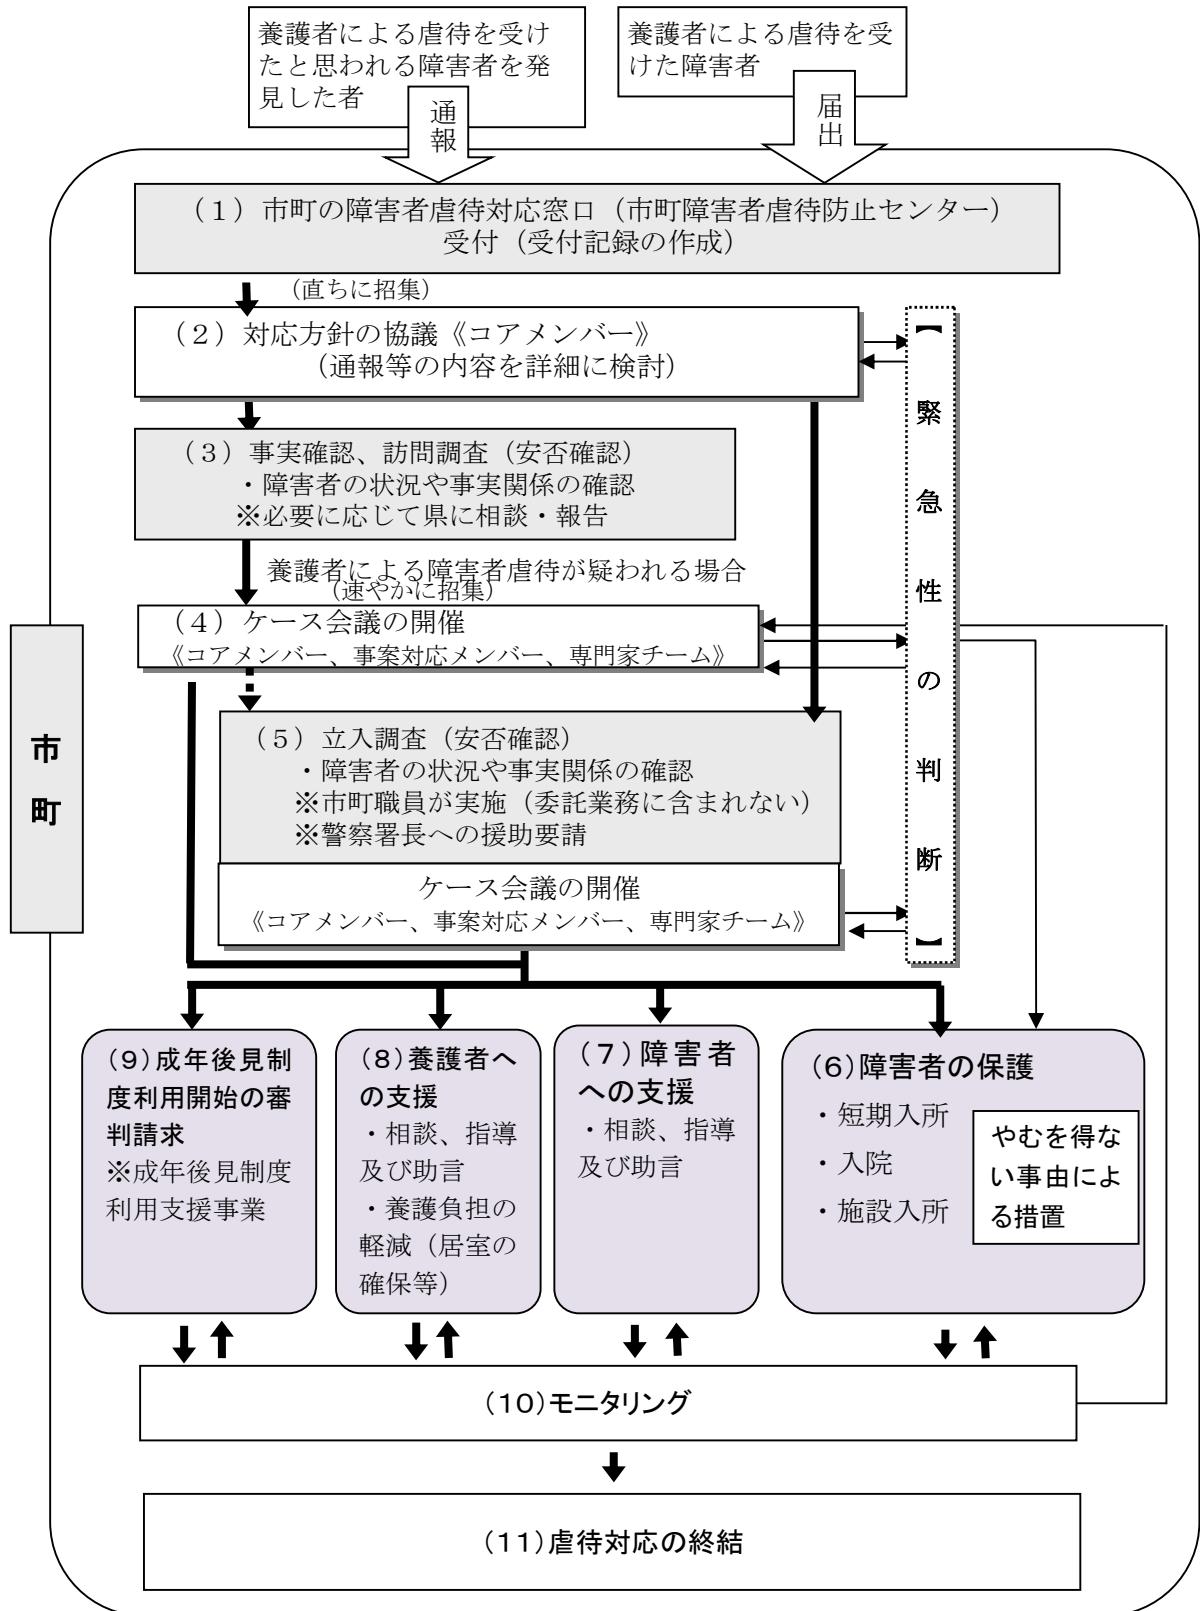 養護者による虐待を受け
たと思われる障害者を発
見した者
養護者による虐待を受
けた障害者
通報
届出
（１）市町の障害者虐待対応窓口（市町障害者虐待防止センター）
受付（受付記録の作成）
（直ちに招集）
（２）対応方針の協議《コアメンバー》
（通報等の内容を詳細に検討）
【緊急性の判断】
（３）事実確認、訪問調査（安否確認）
・障害者の状況や事実関係の確認
※必要に応じて県に相談・報告
養護者による障害者虐待が疑われる場合
（速やかに招集）
（４）ケース会議の開催
《コアメンバー、事案対応メンバー、専門家チーム》
市町
（５）立入調査（安否確認）
・障害者の状況や事実関係の確認
※市町職員が実施（委託業務に含まれない）
※警察署長への援助要請
ケース会議の開催
《コアメンバー、事案対応メンバー、専門家チーム》
（９）成年後見制
度利用開始の審
判請求
※成年後見制度
利用支援事業
（８）養護者へ
の支援
・相談、指導
及び助言
・養護負担の
軽減（居室の
確保等）
（７）障害者
への支援
・相談、指導
及び助言
（６）障害者の保護
・短期入所
・入院
・施設入所
やむを得な
い事由によ
る措置
（１０）モニタリング
（１１）虐待対応の終結